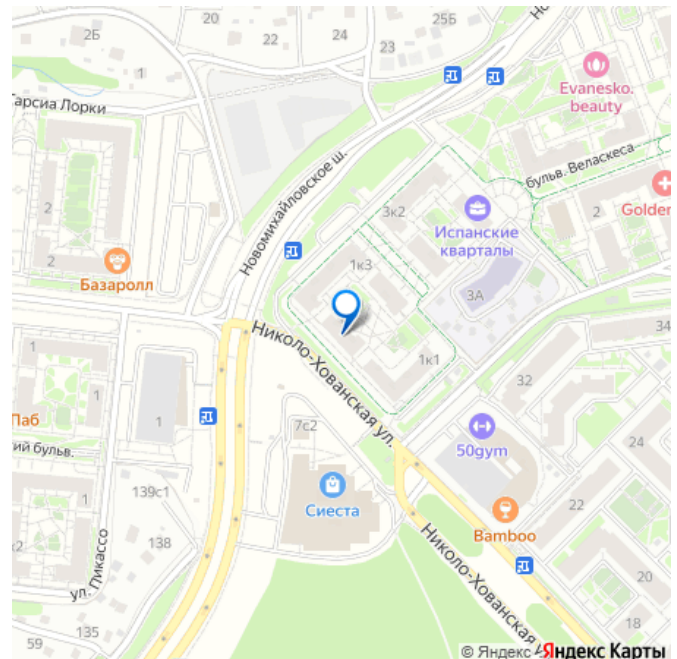 2Б
20
22
24
23
25Б
1
Гарсиа Лорки
Evanesko.
beauty
бульв. Веласкеса
Новомихайловское ш.
2
2
Базаролл
3к2
Испанские
кварталы
2
Golden
1к3
3А
34
1к1
Николо-Хованская ул.
32
1
1
Паб
1
ий бульв.
7с2
50gym
24
1
139с1
Сиеста
22
Bamboo
к2
138
ул. Пикассо
Николо-Хованская у
20
18
135
59
© Яндекс Яндекс Карты